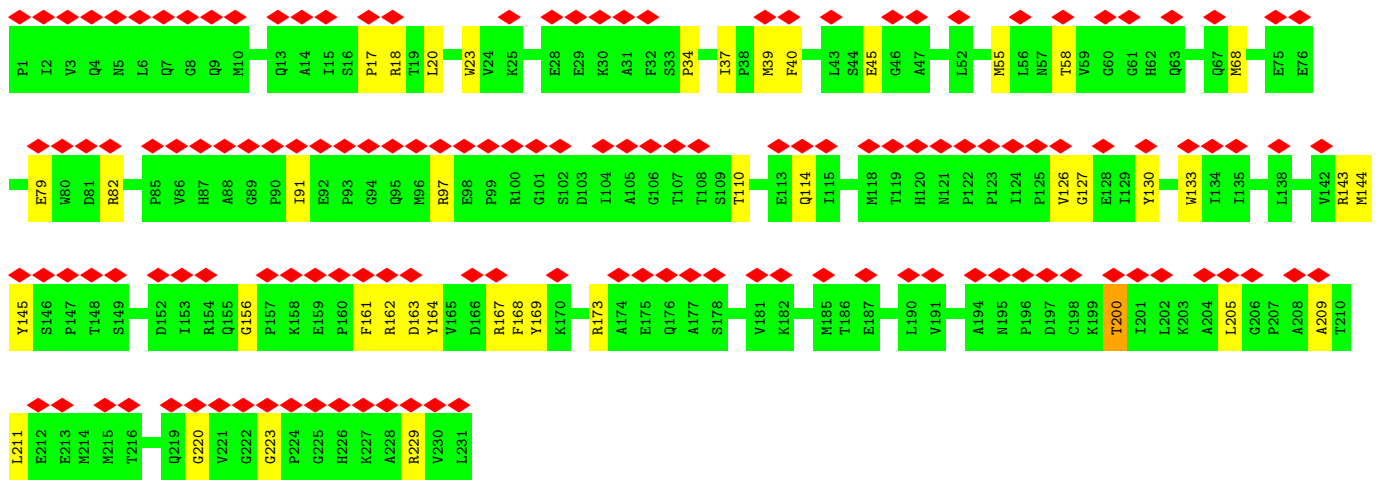 P1 I2 V3 Q4 N5 L6 Q7 G8 Q9 M10 Q13 A14 I15 S16 P17 R18 T19 L20 W23 V24 K25 E28 E29 K30 A31 F32 S33 P34 I37 P38 M39 F40 L43 S44 E45 G46 A47 L52 M55 L56 N57 T58 V59 G60 G61 H62 Q63 Q67 M68 E75 E76
E79 W80 D81 R82 P85 V86 H87 A88 G89 P90 I91 E92 P93 G94 Q95 M96 R97 E98 P99 R100 G101 S102 D103 I104 A105 G106 T107 T108 S109 T110 E113 Q114 I115 M118 T119 H120 N121 P122 P123 I124 P125 V126 G127 E128 I129 Y130 W133 I134 I135 L138 V142 R143 M144
Y145 S146 P147 T148 S149 D152 I153 R154 Q155 G156 P157 K158 E159 P160 F161 R162 D163 Y164 V165 D166 R167 F168 Y169 K170 R173 A174 E175 Q176 A177 S178 V181 K182 M185 T186 E187 L190 V191 A194 N195 P196 D197 C198 K199 T200 I201 L202 K203 A204 L205 G206 P207 A208 A209 T210
L211 E212 E213 M214 M215 T216 Q219 G220 V221 G222 G223 P224 G225 H226 K227 A228 R229 V230 L231